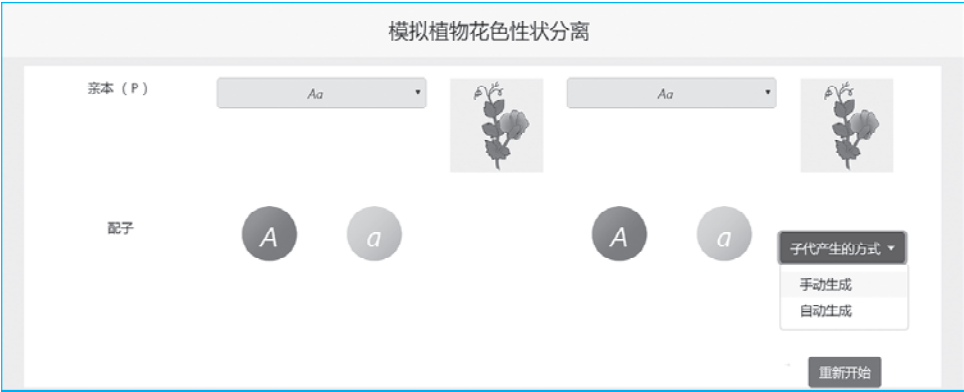 模拟植物花色性状分离
亲本（P） Aa Aa
配子 A a A a
子代产生的方式
手动生成
自动生成
重新开始